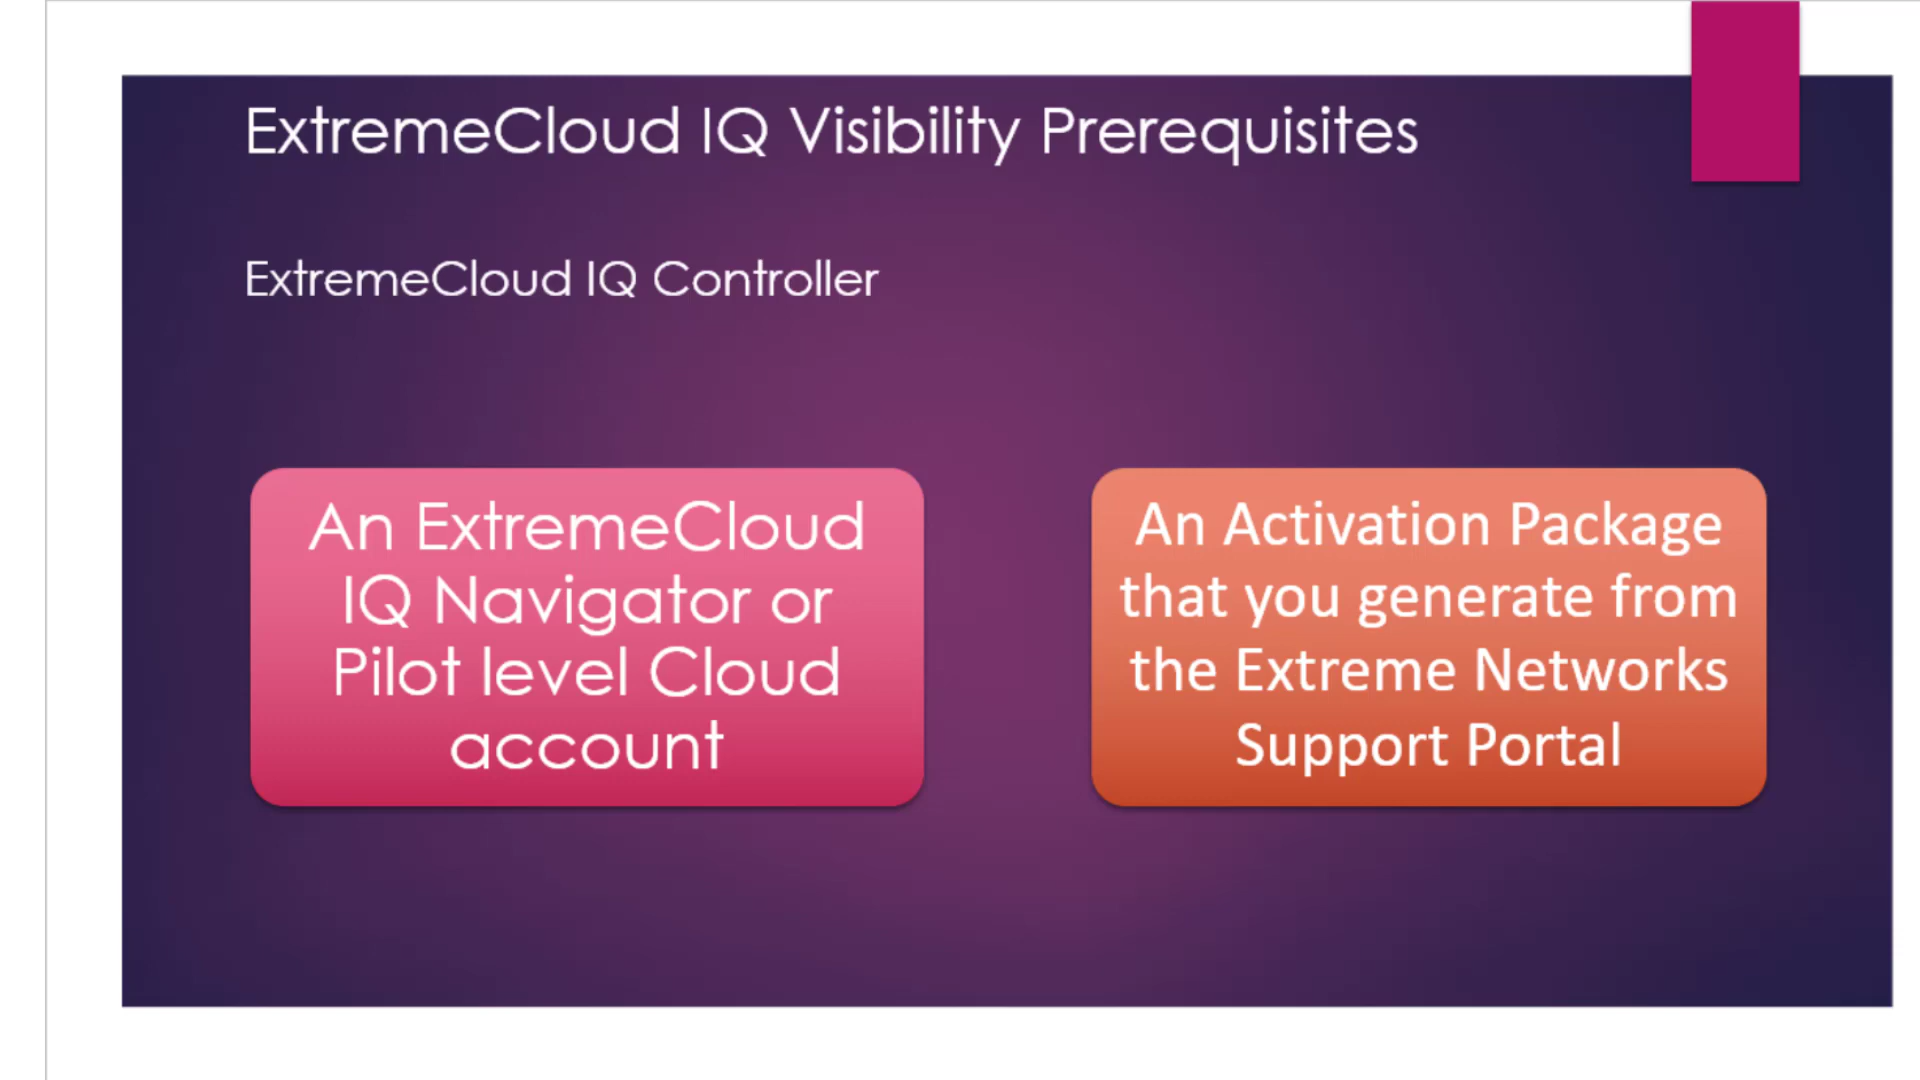 ExtremeCloud IQ Visibility Prerequisites
ExtremeCloud IQ Controller
An ExtremeCloud
IQ Navigator or
Pilot level Cloud
account
An Activation Package
that you generate from
the Extreme Networks
Support Portal